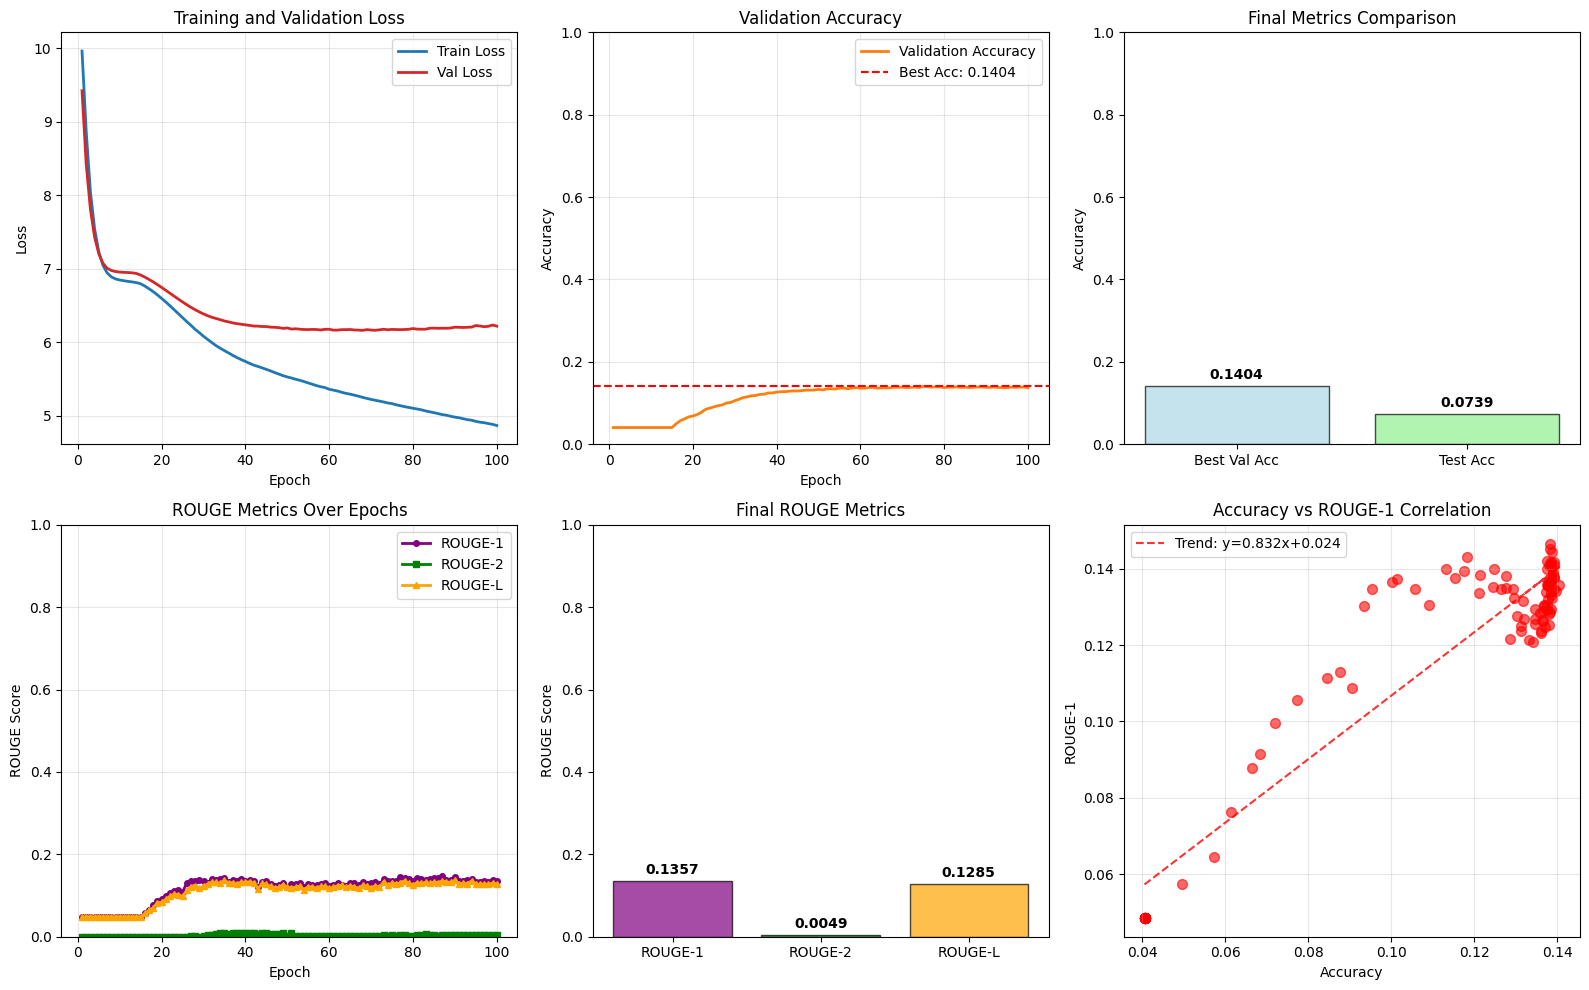 Training and Validation Loss
Train Loss
Val Loss
10
9
8
7
6
5
Loss
0 20 40 60 80 100
Epoch
Validation Accuracy
Validation Accuracy
Best Acc: 0.1404
1.0
0.8
0.6
0.4
0.2
0.0
Accuracy
0 20 40 60 80 100
Epoch
Final Metrics Comparison
1.0
0.8
0.6
0.4
0.2
0.0
Accuracy
0.1404
0.0739
Best Val Acc Test Acc
ROUGE Metrics Over Epochs
ROUGE-1
ROUGE-2
ROUGE-L
1.0
0.8
0.6
0.4
0.2
0.0
ROUGE Score
0 20 40 60 80 100
Epoch
Final ROUGE Metrics
1.0
0.8
0.6
0.4
0.2
0.0
ROUGE Score
0.1357
0.0049
0.1285
ROUGE-1 ROUGE-2 ROUGE-L
Accuracy vs ROUGE-1 Correlation
Trend: y=0.832x+0.024
0.14
0.12
0.10
0.08
0.06
ROUGE-1
0.04 0.06 0.08 0.10 0.12 0.14
Accuracy